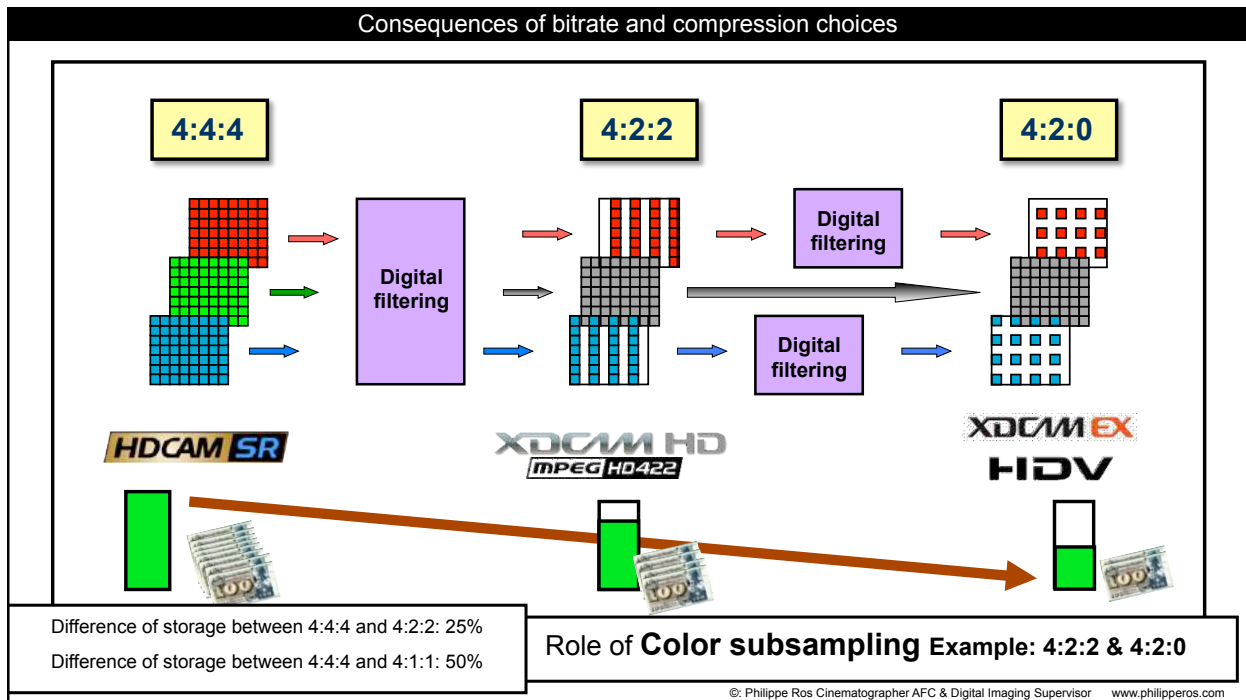 Consequences of bitrate and compression choices
4:4:4
4:2:2
4:2:0
Digital
filtering
Digital
filtering
Digital
filtering
HDCAM SR
XDCAM HD
MPEG HD422
XDCAM EX
HDV
100
100
100
Difference of storage between 4:4:4 and 4:2:2: 25%
Difference of storage between 4:4:4 and 4:1:1: 50%
Role of Color subsampling Example: 4:2:2 & 4:2:0
©: Philippe Ros Cinematographer AFC & Digital Imaging Supervisor www.philipperos.com